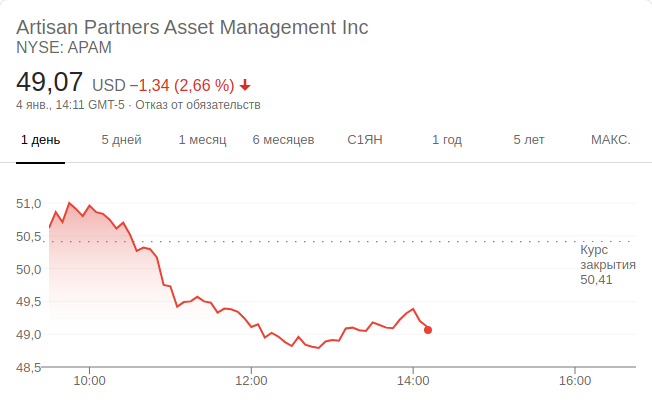 Artisan Partners Asset Management Inc
NYSE: APAM
49,07 USD −1,34 (2,66 %)
4 янв., 14:11 GMT-5 · Отказ от обязательств
1 день 5 дней 1 месяц 6 месяцев С1ЯН 1 год 5 лет МАКС.
51,0
50,5
Курс
закрытия
50,41
50,0
49,5
49,0
48,5
10:00 12:00 14:00 16:00